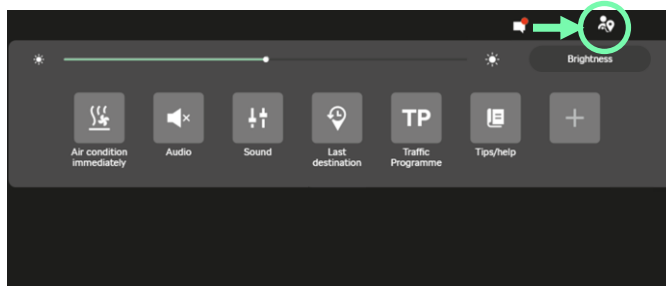 Brightness
Air condition
immediately
Audio
Sound
Last
destination
TP
Traffic
Programme
Tips/help